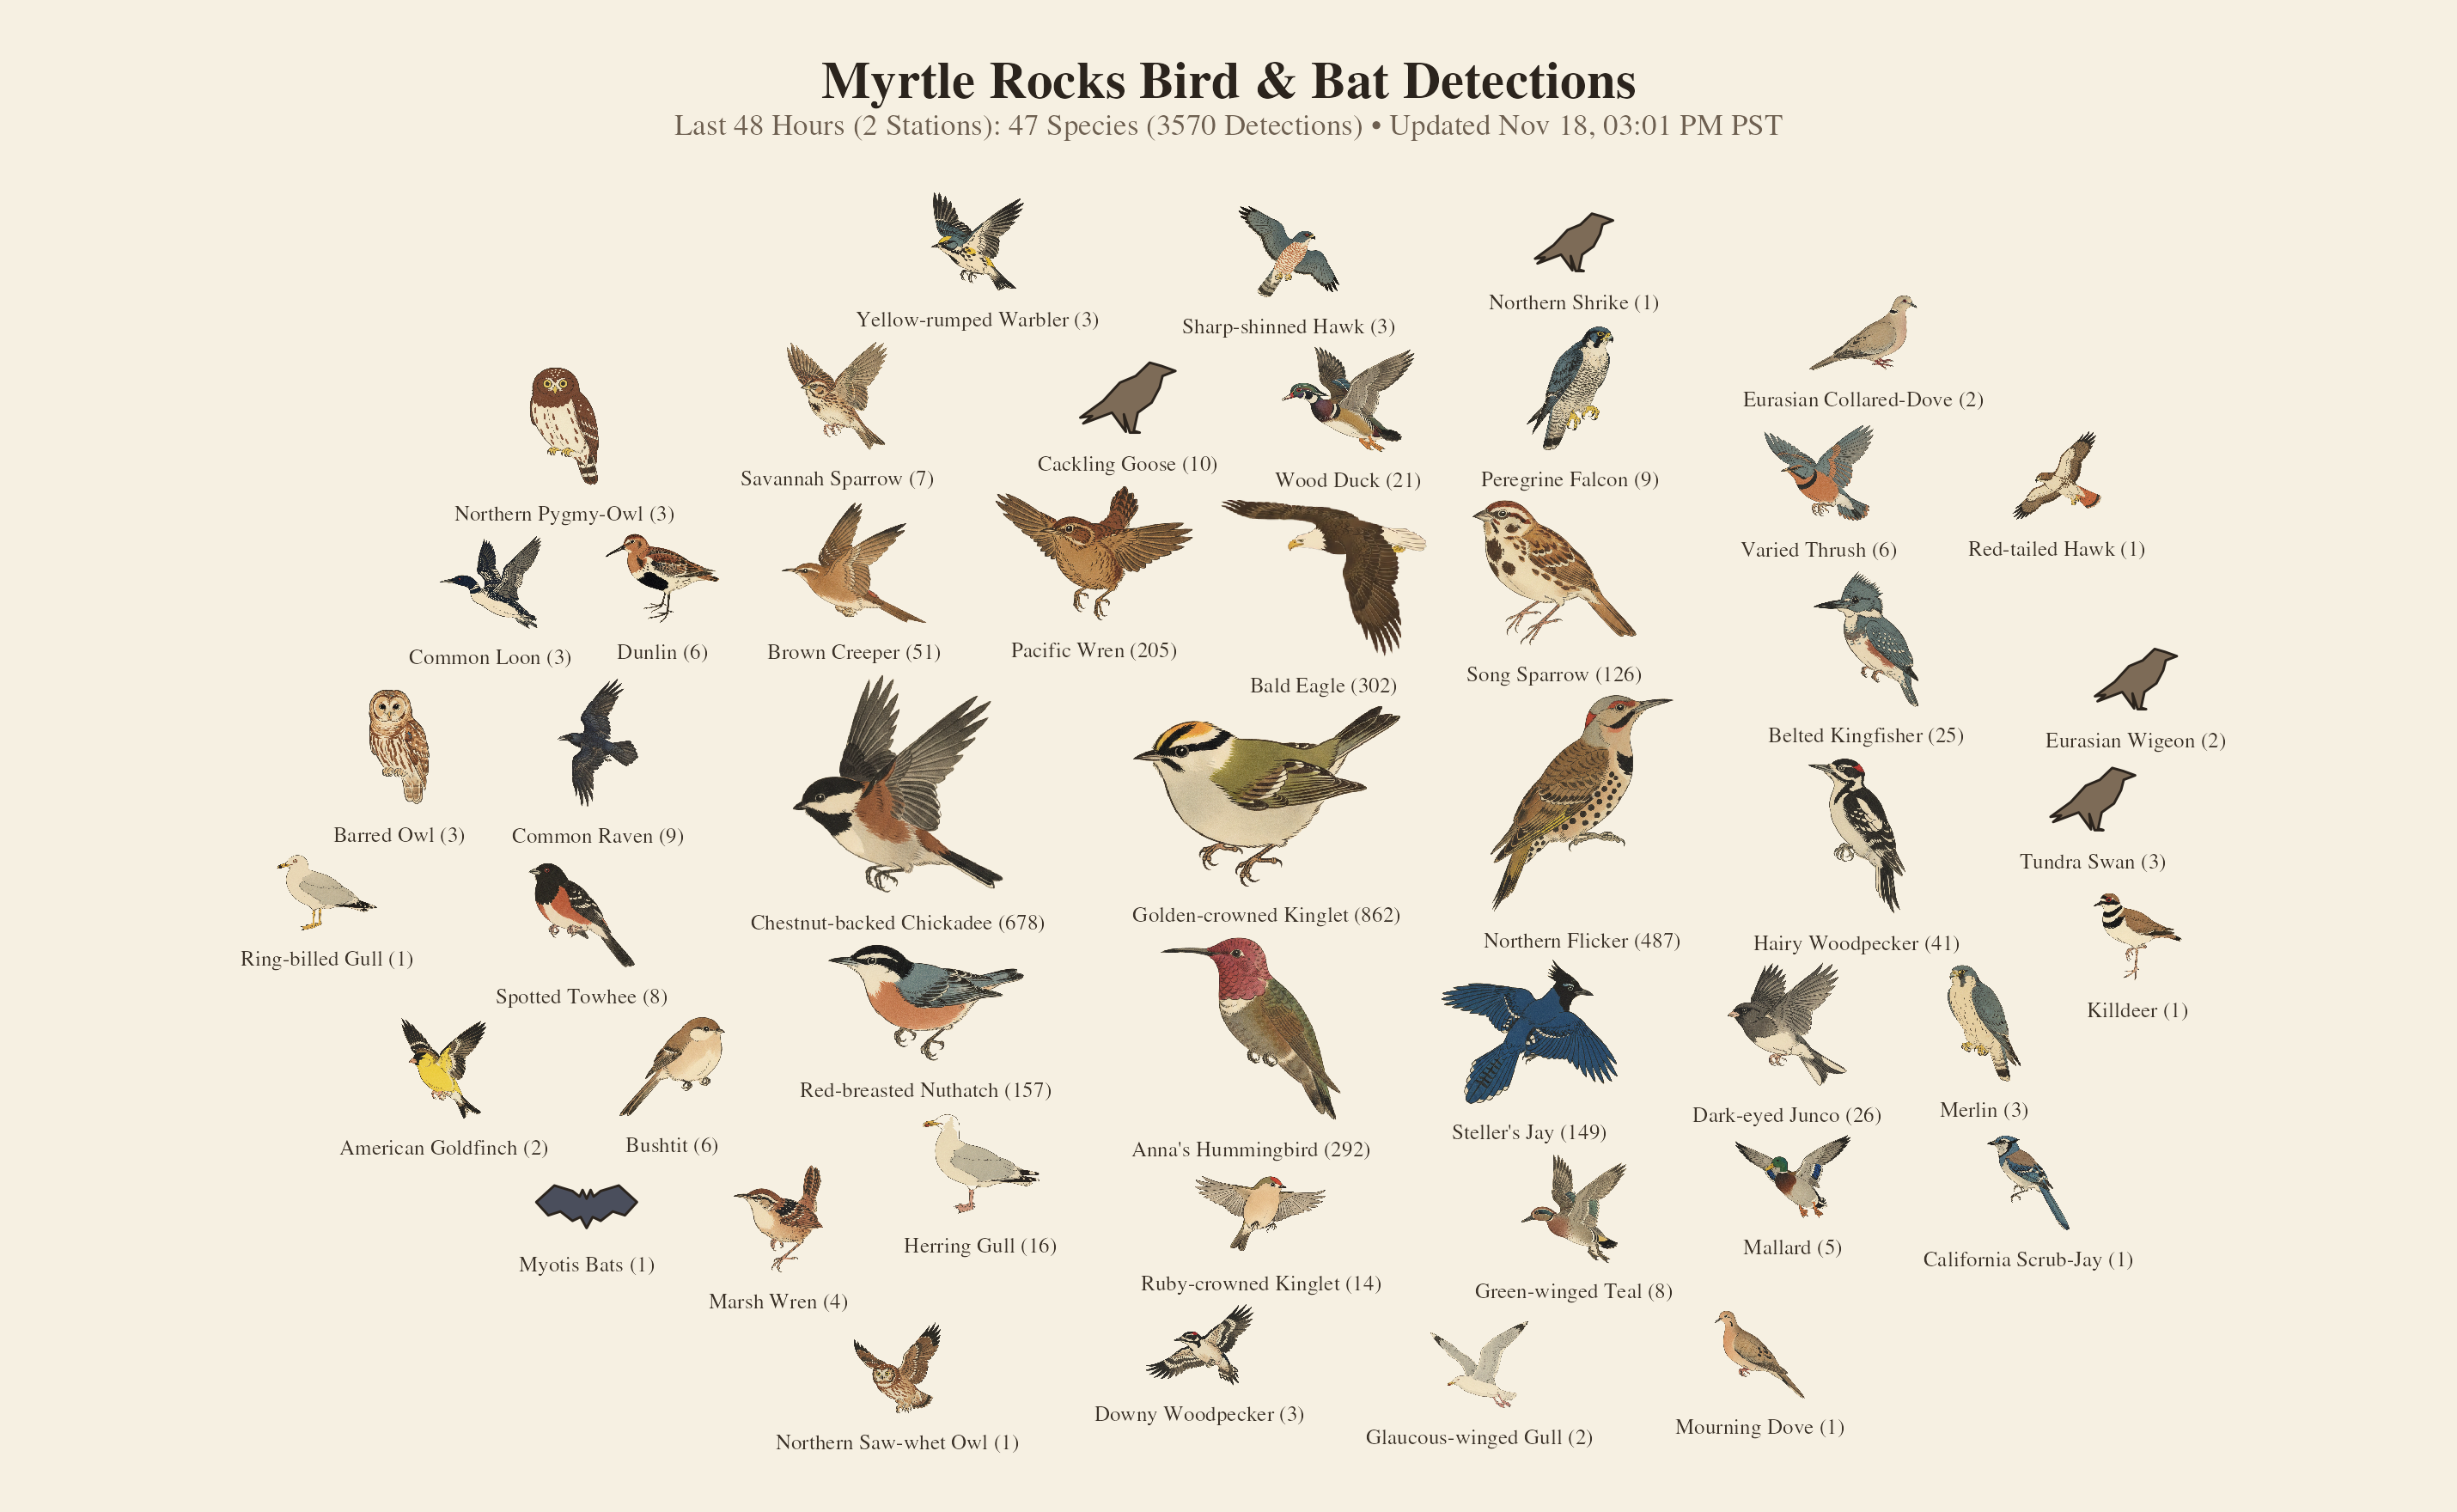 Myrtle Rocks Bird & Bat Detections
Last 48 Hours (2 Stations): 47 Species (3570 Detections) • Updated Nov 18, 03:01 PM PST
Northern Shrike (1)
Yellow-rumped Warbler (3)
Sharp-shinned Hawk (3)
Eurasian Collared-Dove (2)
Cackling Goose (10)
Savannah Sparrow (7)
Wood Duck (21)
Peregrine Falcon (9)
Northern Pygmy-Owl (3)
Varied Thrush (6)
Red-tailed Hawk (1)
Common Loon (3)
Dunlin (6)
Brown Creeper (51)
Pacific Wren (205)
Bald Eagle (302)
Song Sparrow (126)
Belted Kingfisher (25)
Eurasian Wigeon (2)
Barred Owl (3)
Common Raven (9)
Tundra Swan (3)
Chestnut-backed Chickadee (678)
Golden-crowned Kinglet (862)
Northern Flicker (487)
Hairy Woodpecker (41)
Ring-billed Gull (1)
Spotted Towhee (8)
Killdeer (1)
Red-breasted Nuthatch (157)
Anna's Hummingbird (292)
Steller's Jay (149)
Dark-eyed Junco (26)
Merlin (3)
American Goldfinch (2)
Bushtit (6)
Herring Gull (16)
Mallard (5)
California Scrub-Jay (1)
Myotis Bats (1)
Marsh Wren (4)
Ruby-crowned Kinglet (14)
Green-winged Teal (8)
Northern Saw-whet Owl (1)
Downy Woodpecker (3)
Glaucous-winged Gull (2)
Mourning Dove (1)